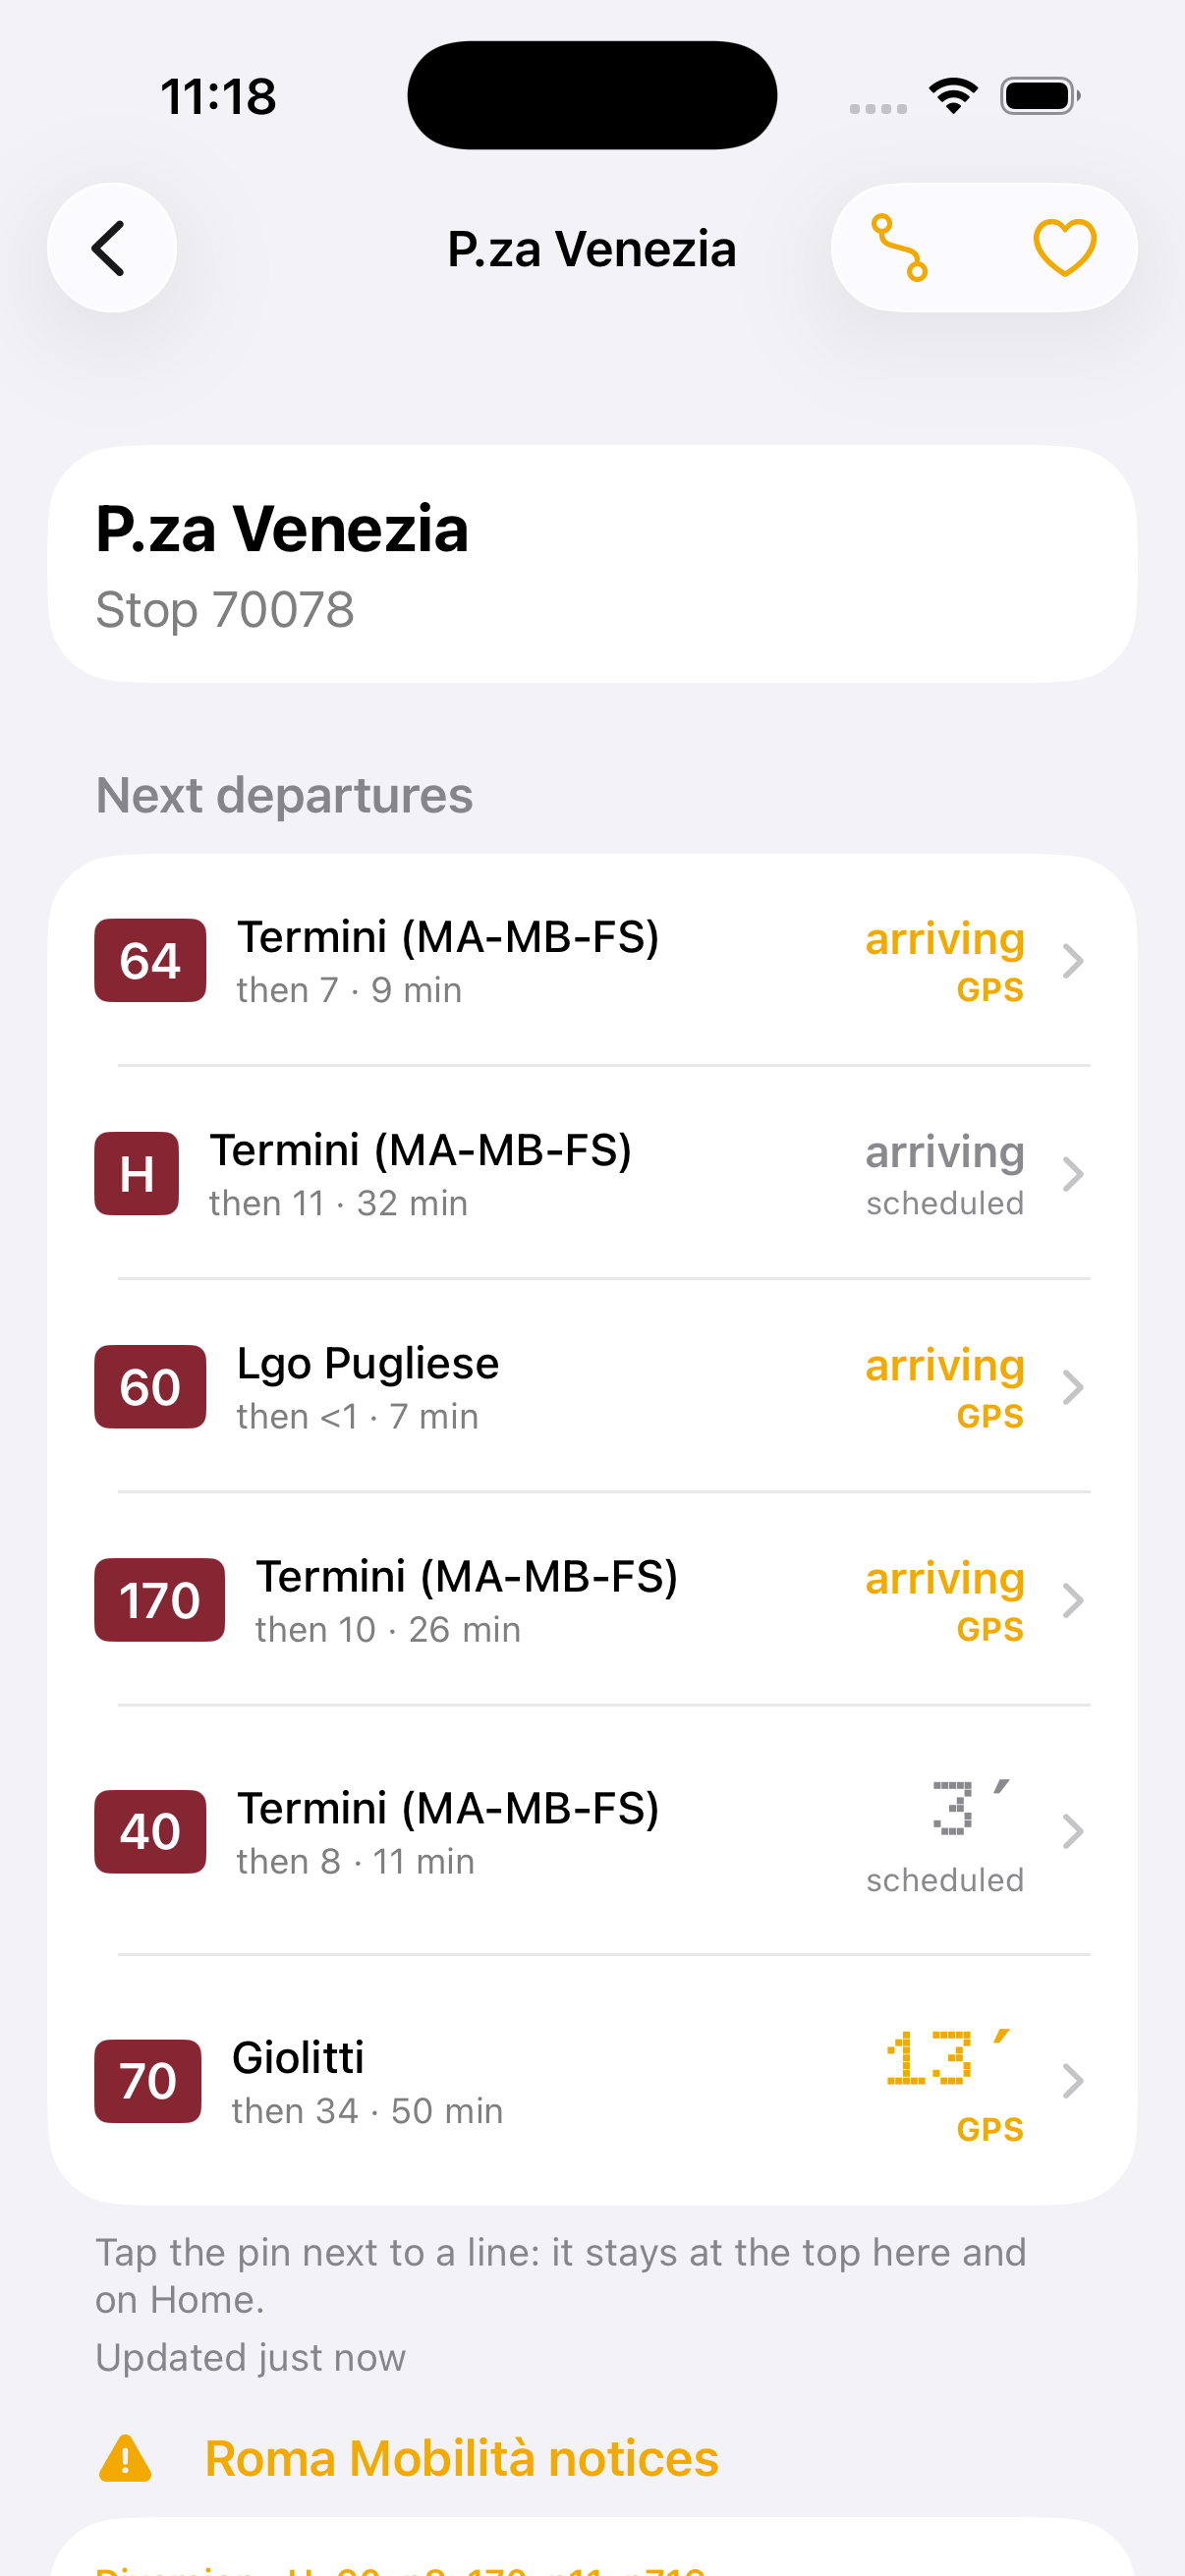 11:18
P.za Venezia
P.za Venezia
Stop 70078
Next departures
64 Termini (MA-MB-FS) arriving
then 7 · 9 min GPS
H Termini (MA-MB-FS) arriving
then 11 · 32 min scheduled
60 Lgo Pugliese arriving
then <1 · 7 min GPS
170 Termini (MA-MB-FS) arriving
then 10 · 26 min GPS
40 Termini (MA-MB-FS) 3′
then 8 · 11 min scheduled
70 Giolitti 13′
then 34 · 50 min GPS
Tap the pin next to a line: it stays at the top here and
on Home.
Updated just now
Roma Mobilità notices